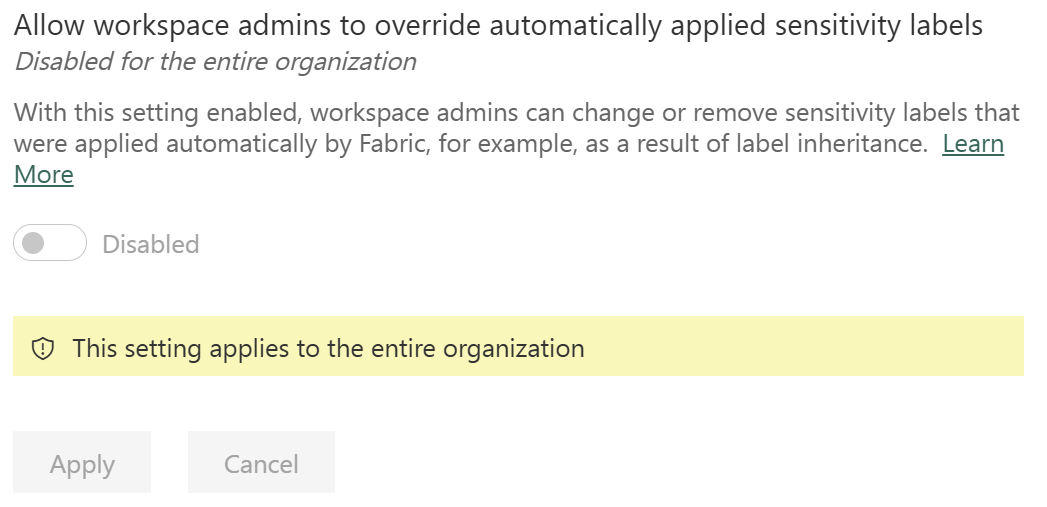 Allow workspace admins to override automatically applied sensitivity labels
Disabled for the entire organization
With this setting enabled, workspace admins can change or remove sensitivity labels that
were applied automatically by Fabric, for example, as a result of label inheritance. Learn
More
Disabled
This setting applies to the entire organization
Apply Cancel